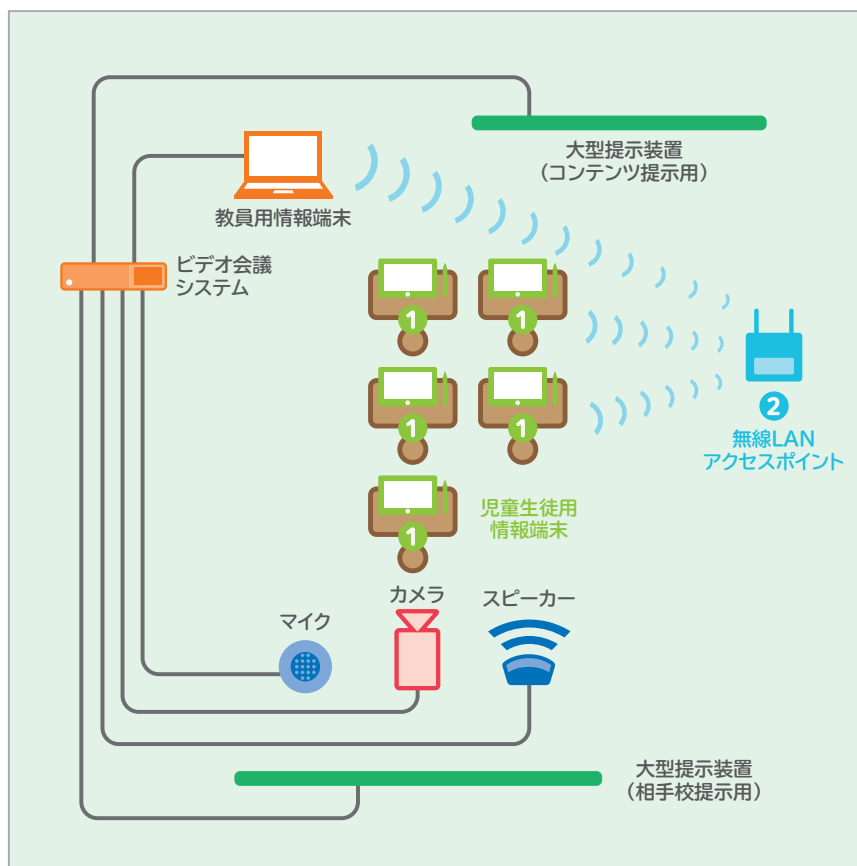 大型提示装置
（コンテンツ提示用）
教員用情報端末
ビデオ会議
システム
1
1
1
1
2
無線LAN
アクセスポイント
1
児童生徒用
情報端末
カメラ
スピーカー
マイク
大型提示装置
（相手校提示用）